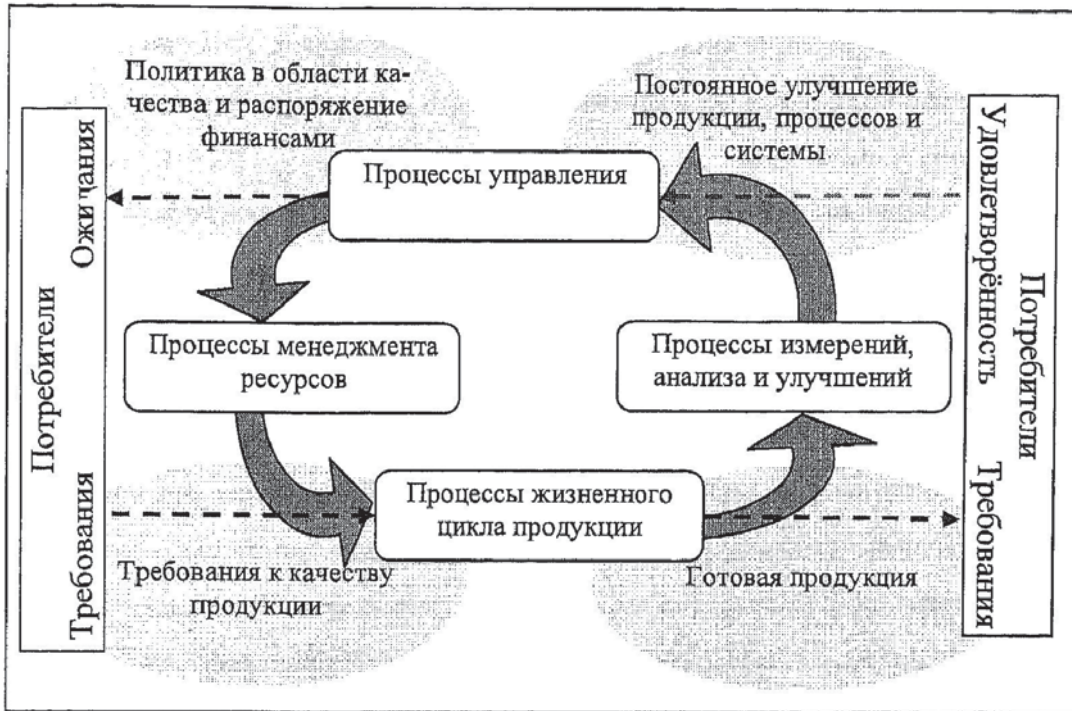 Политика в области ка-
чества и распоряжение
финансами
Постоянное улучшение
продукции, процессов и
системы
Потребители
Ожидания
Требования
Процессы управления
Процессы менеджмента
ресурсов
Процессы измерений,
анализа и улучшений
Процессы жизненного
цикла продукции
Требования к качеству
продукции
Готовая продукция
Удовлетворённость
Требования
Потребители